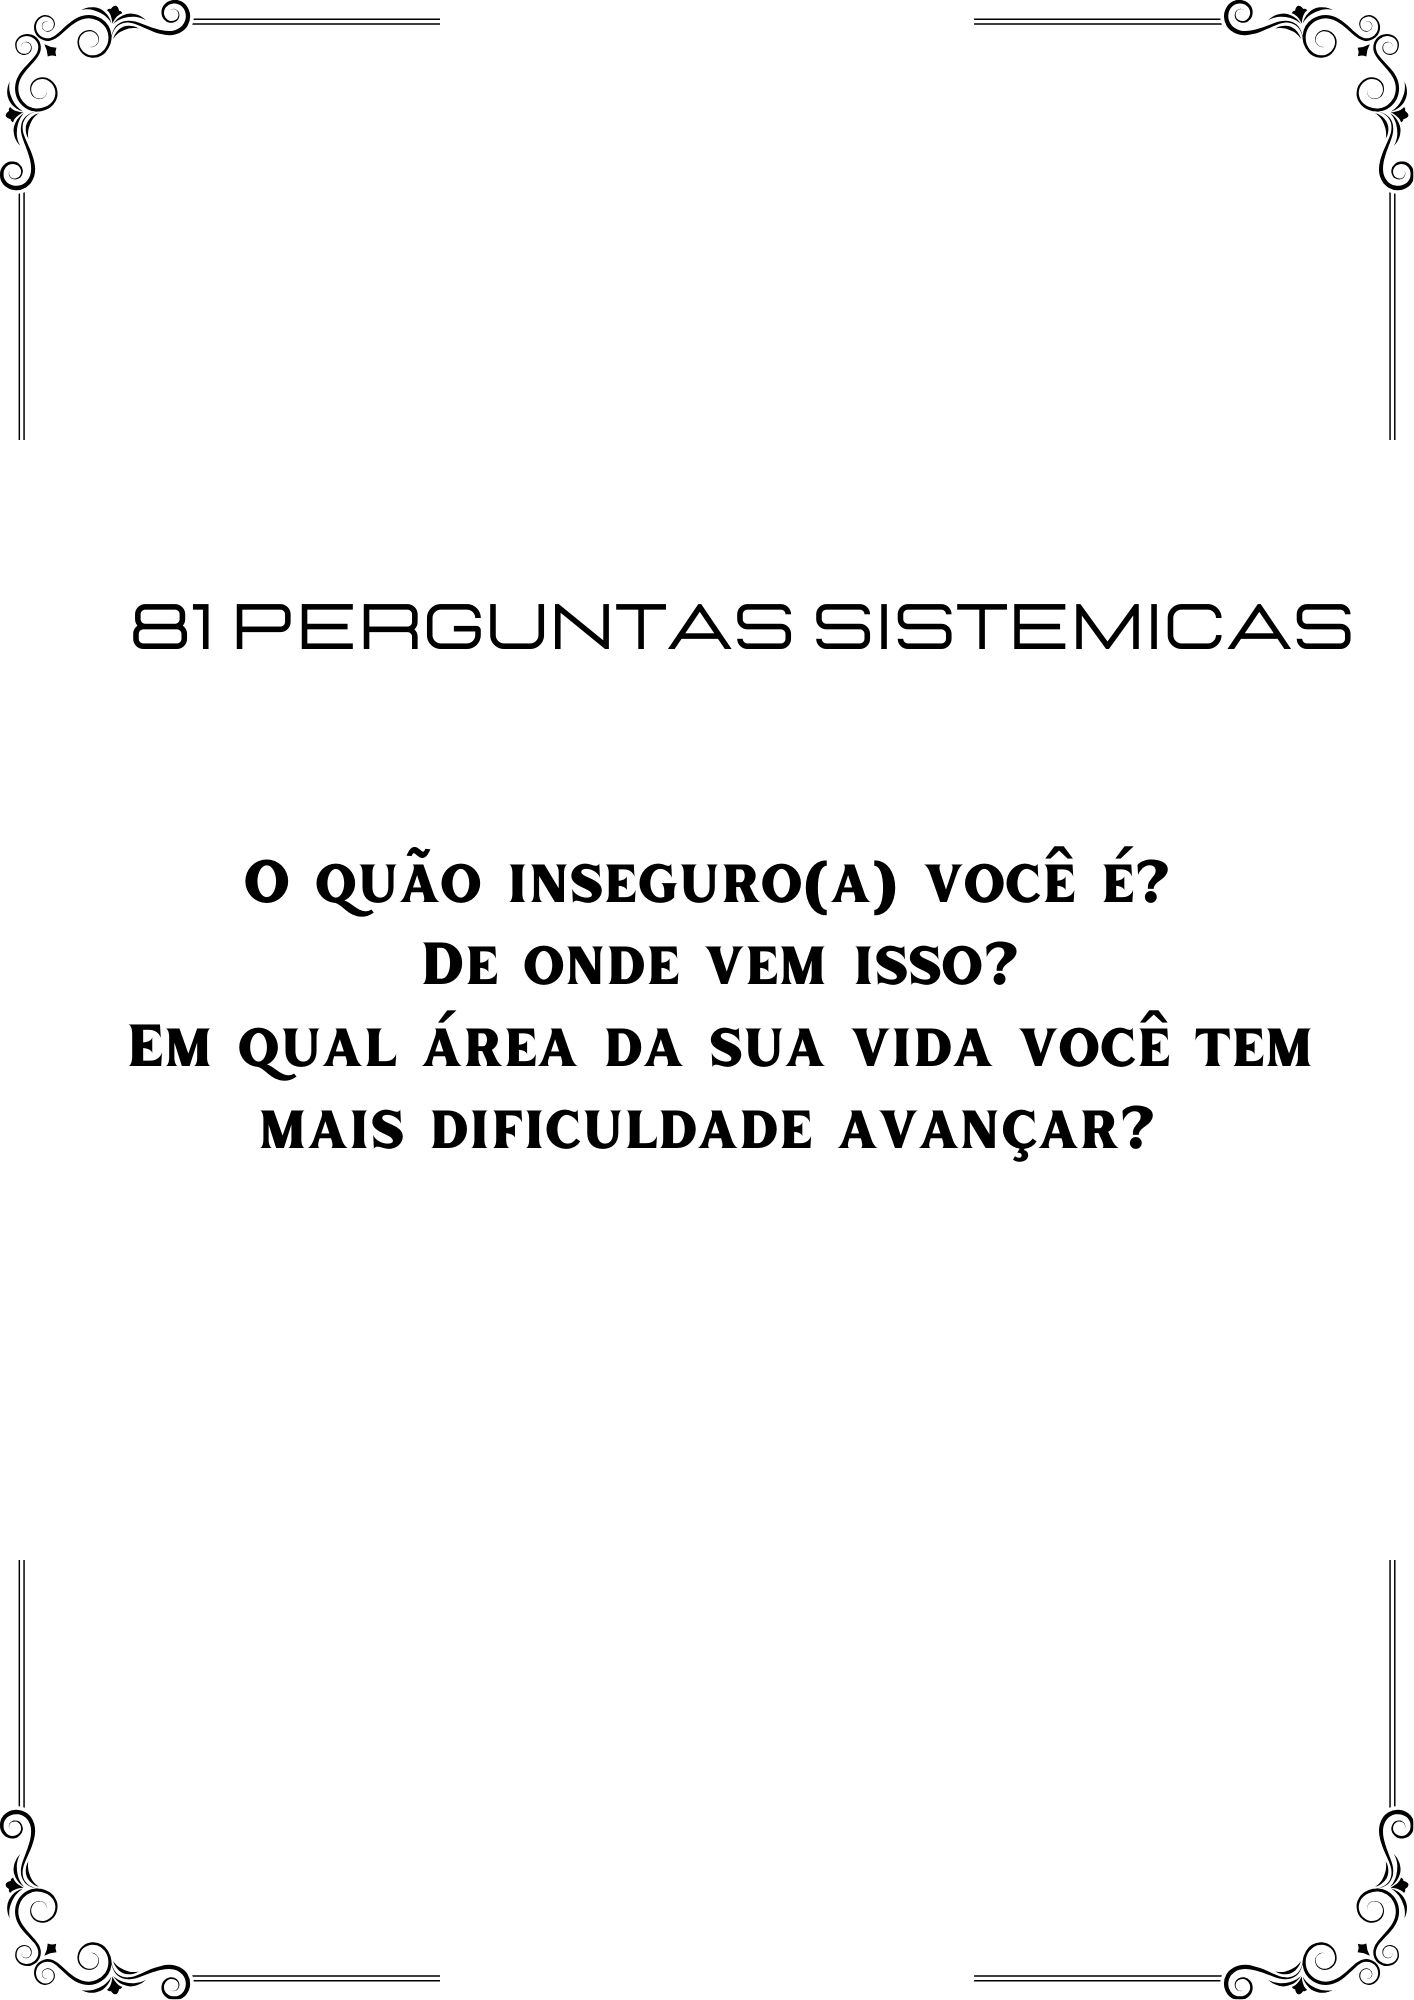 81 PERGUNTAS SISTEMICAS
O QUÃO INSEGURO(A) VOCÊ É?
DE ONDE VEM ISSO?
EM QUAL ÁREA DA SUA VIDA VOCÊ TEM
MAIS DIFICULDADE AVANÇAR?